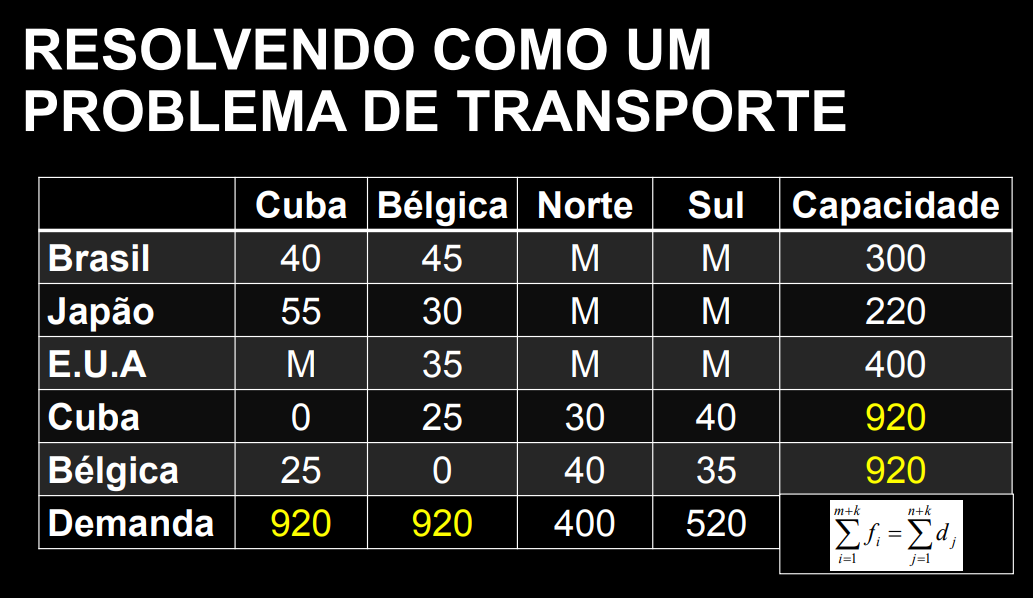 RESOLVENDO COMO UM
PROBLEMA DE TRANSPORTE
Cuba Bélgica Norte Sul Capacidade
Brasil 40 45 M M 300
Japão 55 30 M M 220
E.U.A M 35 M M 400
Cuba 0 25 30 40 920
Bélgica 25 0 40 35 920
Demanda 920 920 400 520
m+k n+k
∑ f i = ∑ d j
i=1 j=1